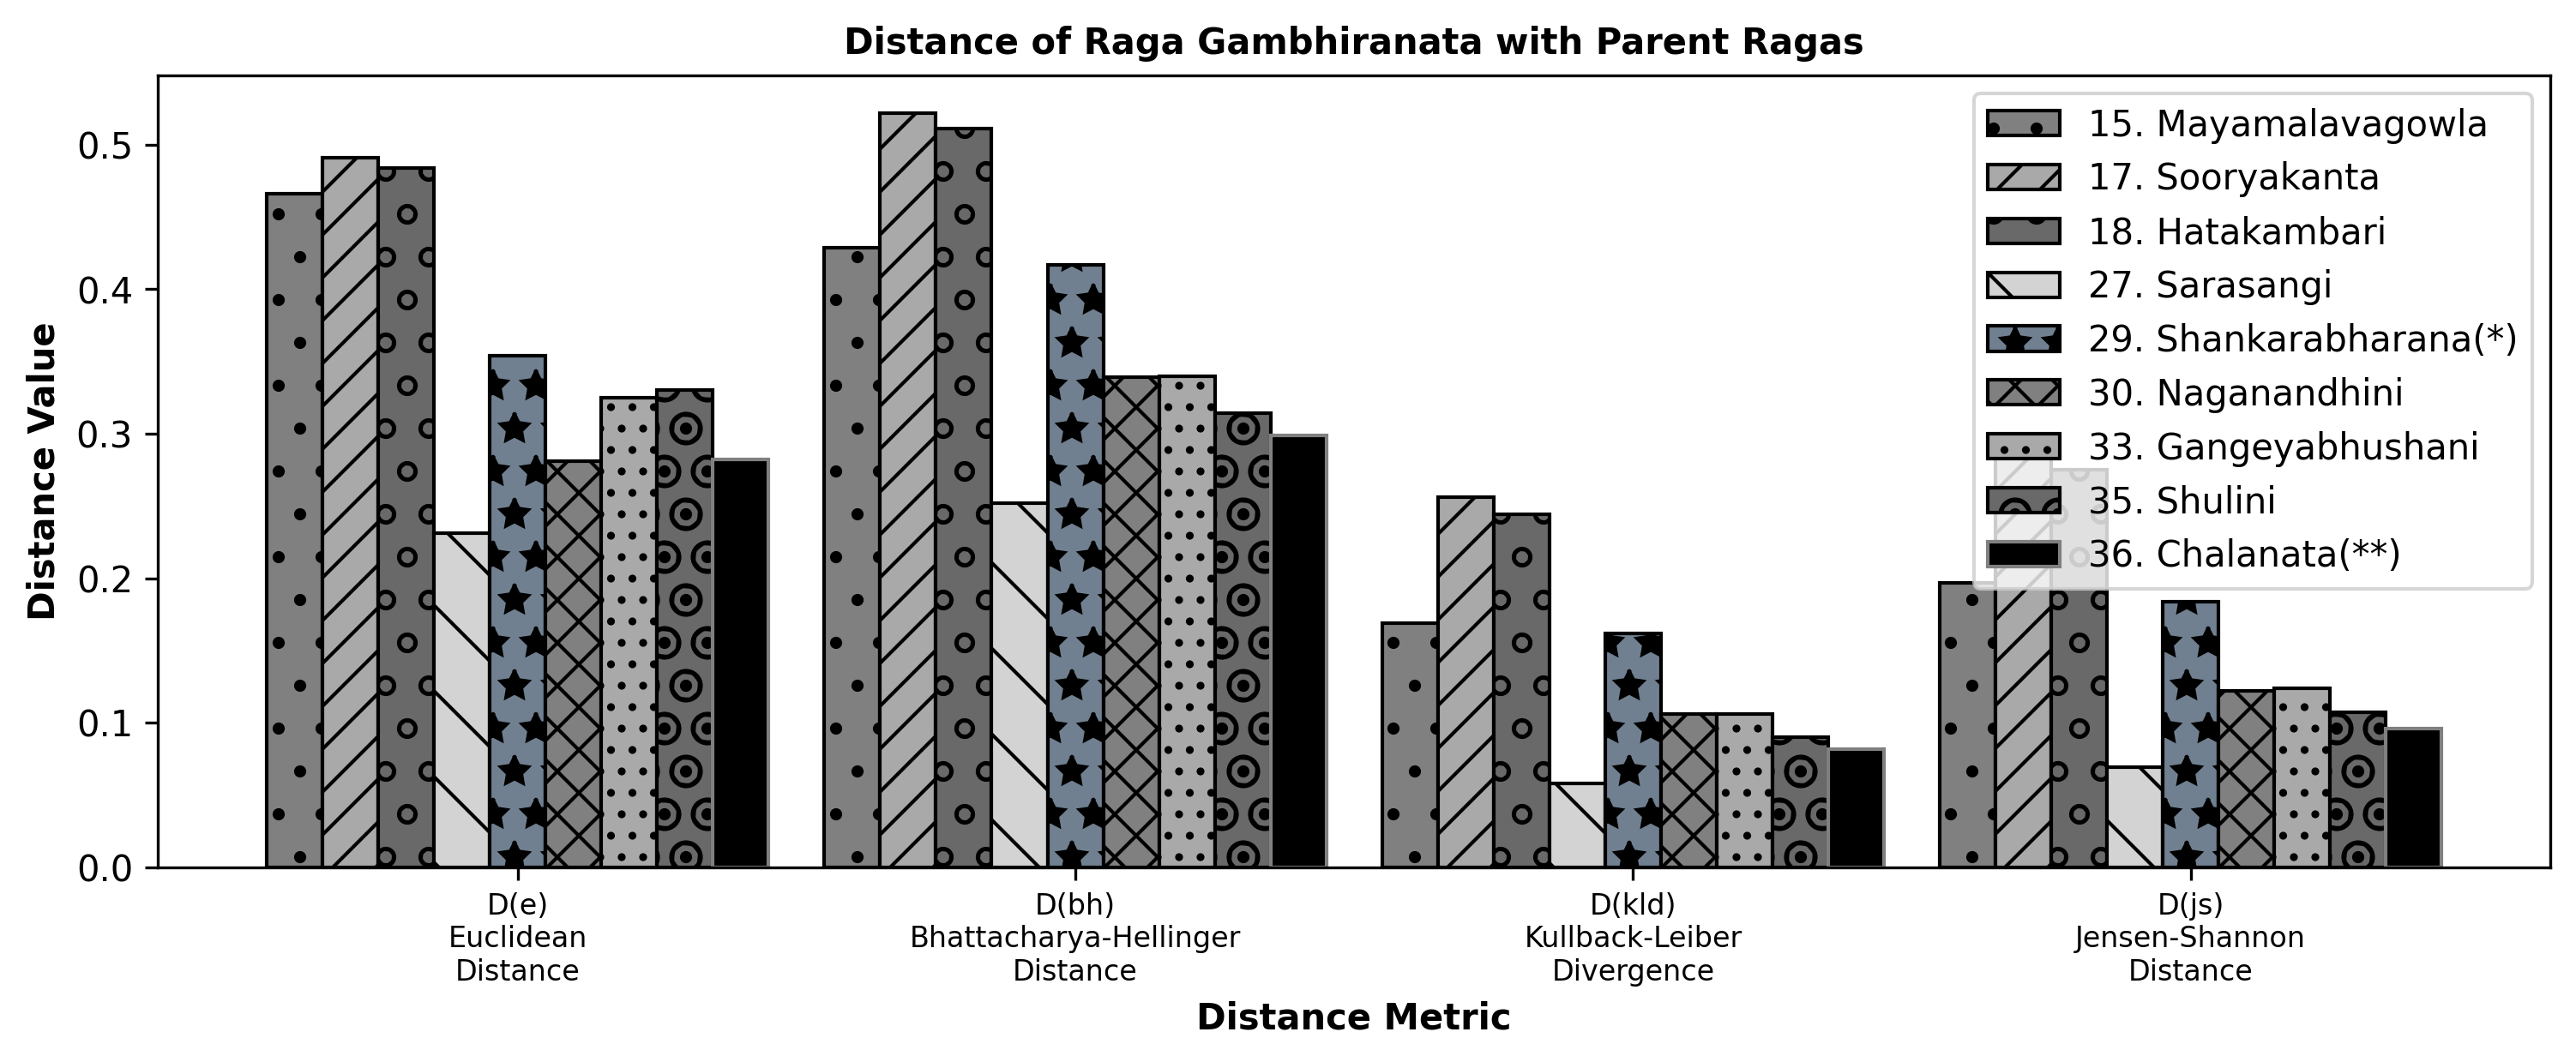 Distance of Raga Gambhiranata with Parent Ragas
Distance Value
0.5
0.4
0.3
0.2
0.1
0.0
15. Mayamalavagowla
17. Sooryakanta
18. Hatakambari
27. Sarasangi
29. Shankarabharana(*)
30. Naganandhini
33. Gangeyabhushani
35. Shulini
36. Chalanata(**)
D(e)
Euclidean
Distance
D(bh)
Bhattacharya-Hellinger
Distance
D(kld)
Kullback-Leiber
Divergence
D(js)
Jensen-Shannon
Distance
Distance Metric